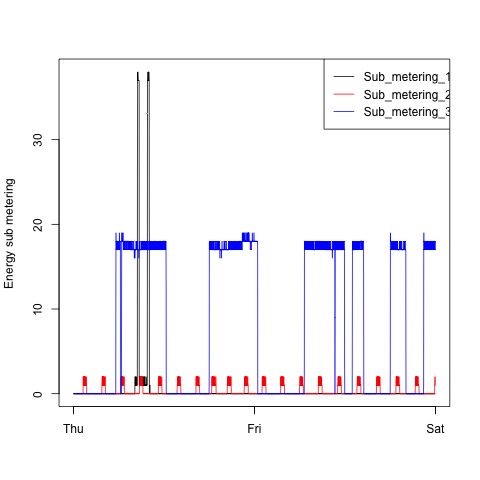 Sub_metering_1
Sub_metering_2
Sub_metering_3
Energy sub metering
30
20
10
0
Thu
Fri
Sat